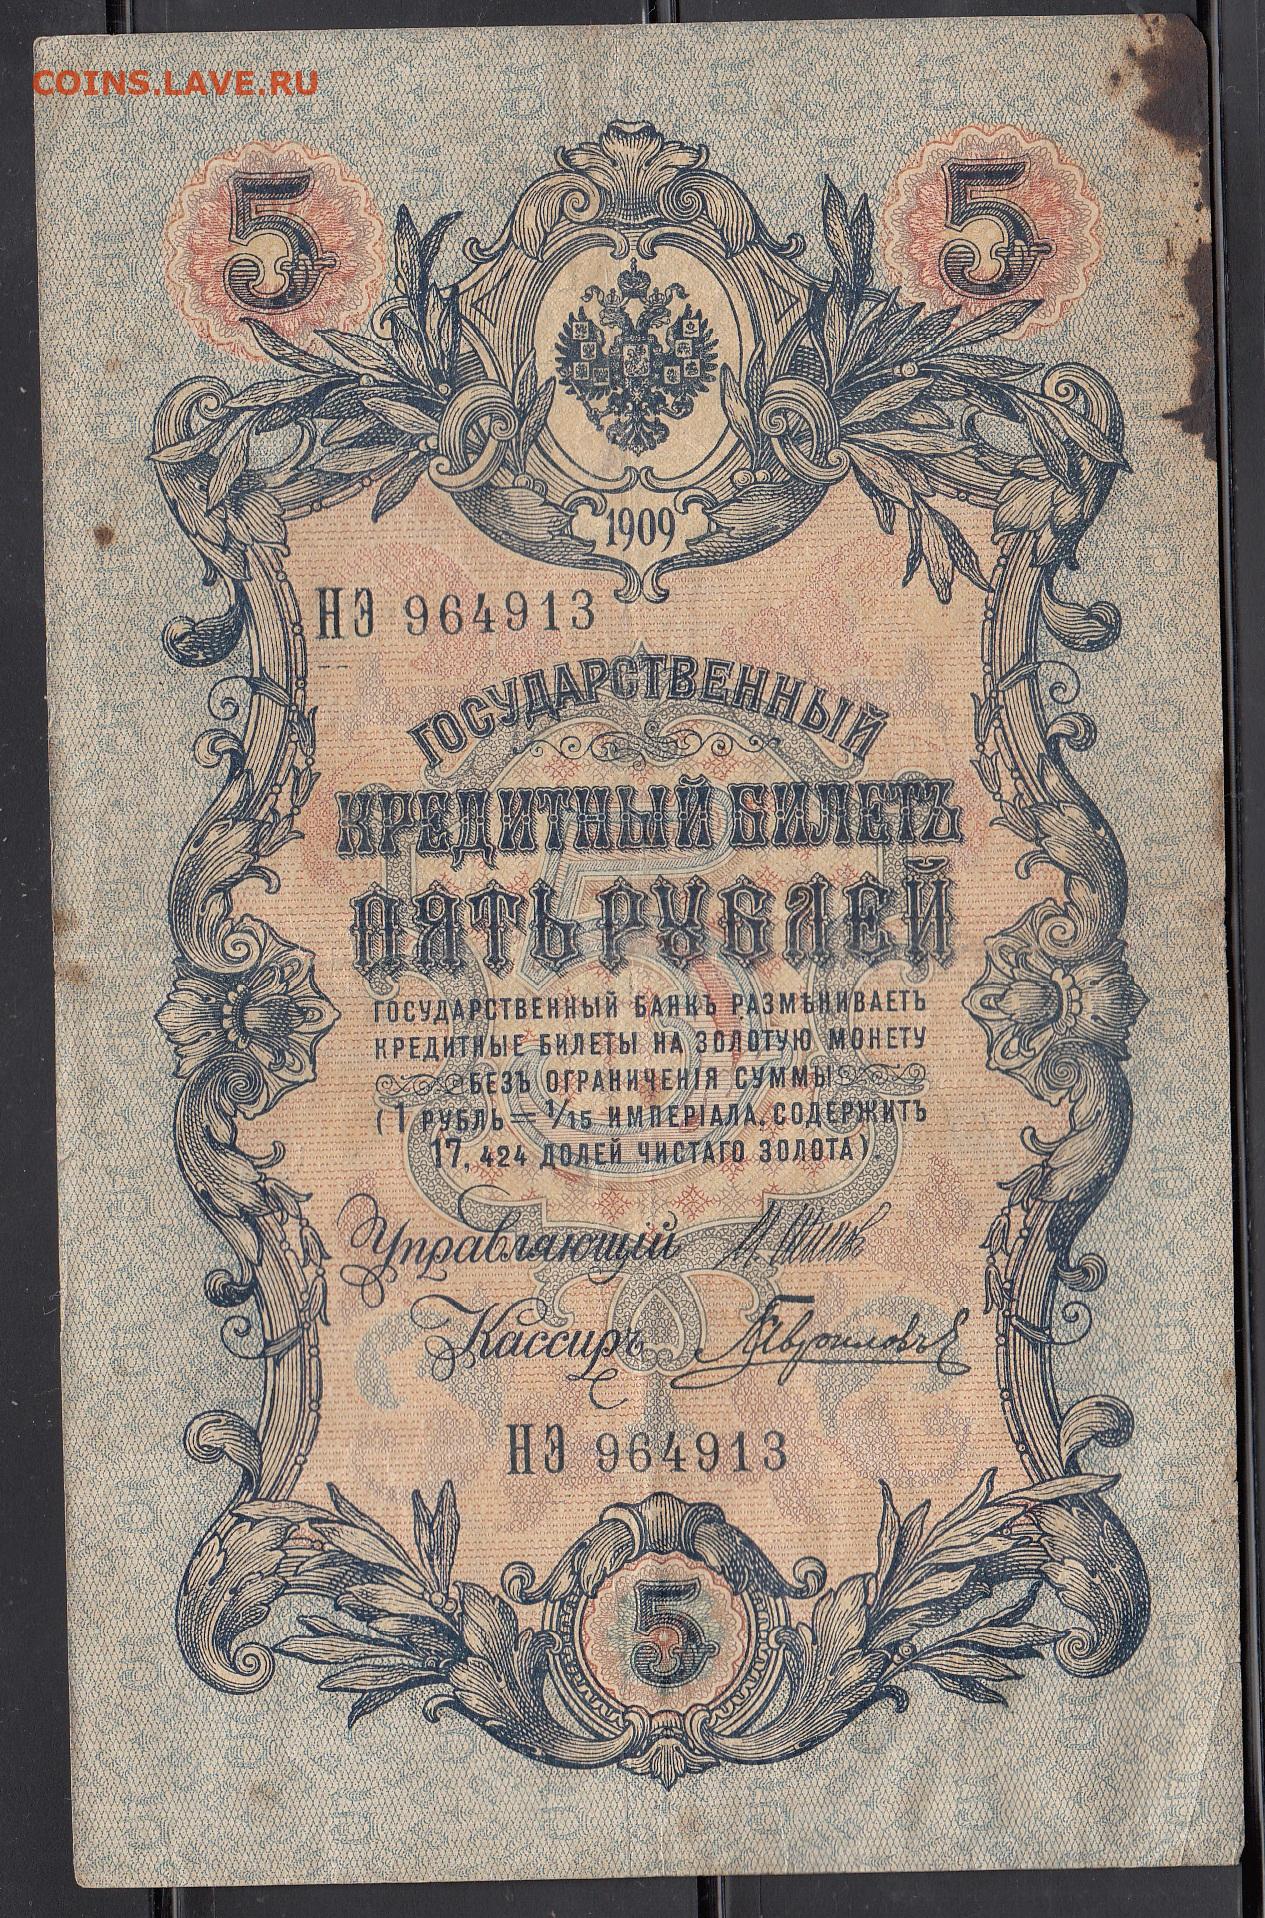 COINS.LAVE.RU
5 5
1909
НЭ 964913
ГОСУДАРСТВЕННЫЙ
КРЕДИТНЫЙ БИЛЕТЪ
ПЯТЬ РУБЛЕЙ
ГОСУДАРСТВЕННЫЙ БАНКЪ РАЗМѢНИВАЕТЪ
КРЕДИТНЫЕ БИЛЕТЫ НА ЗОЛОТУЮ МОНЕТУ
БЕЗЪ ОГРАНИЧЕНІЯ СУММЫ
(1 РУБЛЬ = 1/15 ИМПЕРІАЛА, СОДЕРЖИТЪ
17,424 ДОЛЕЙ ЧИСТАГО ЗОЛОТА).
Управляющій И. Шипов
Кассиръ Гавриловъ
НЭ 964913
5